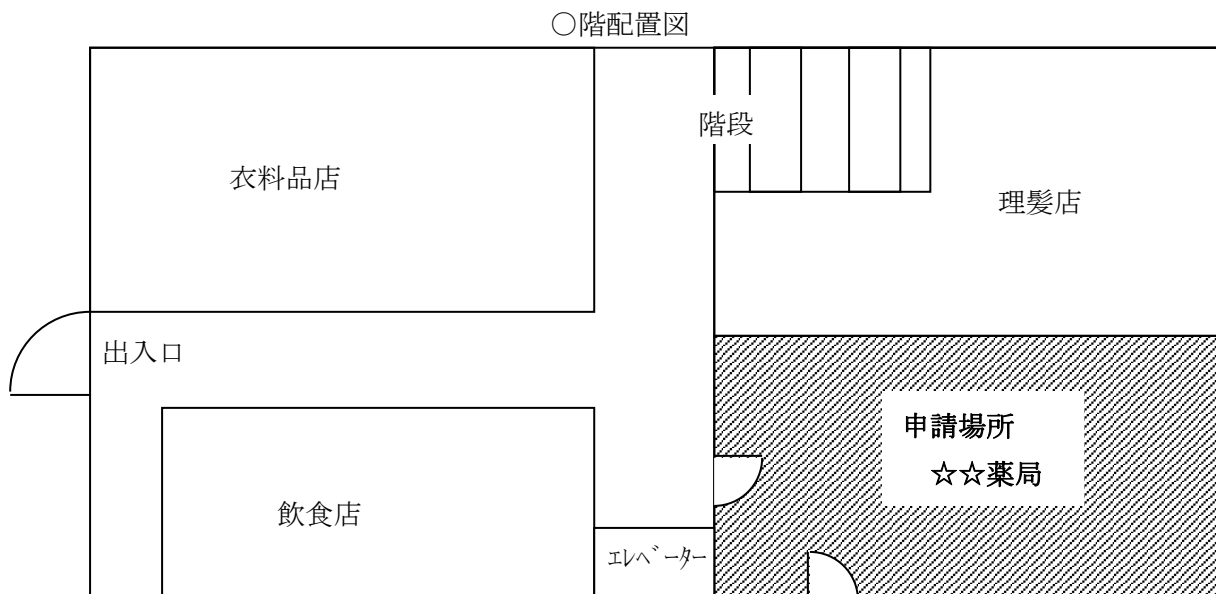 ○階配置図
階段
衣料品店
理髪店
出入口
申請場所
☆☆薬局
飲食店
ｴﾚﾍﾞｰﾀｰ